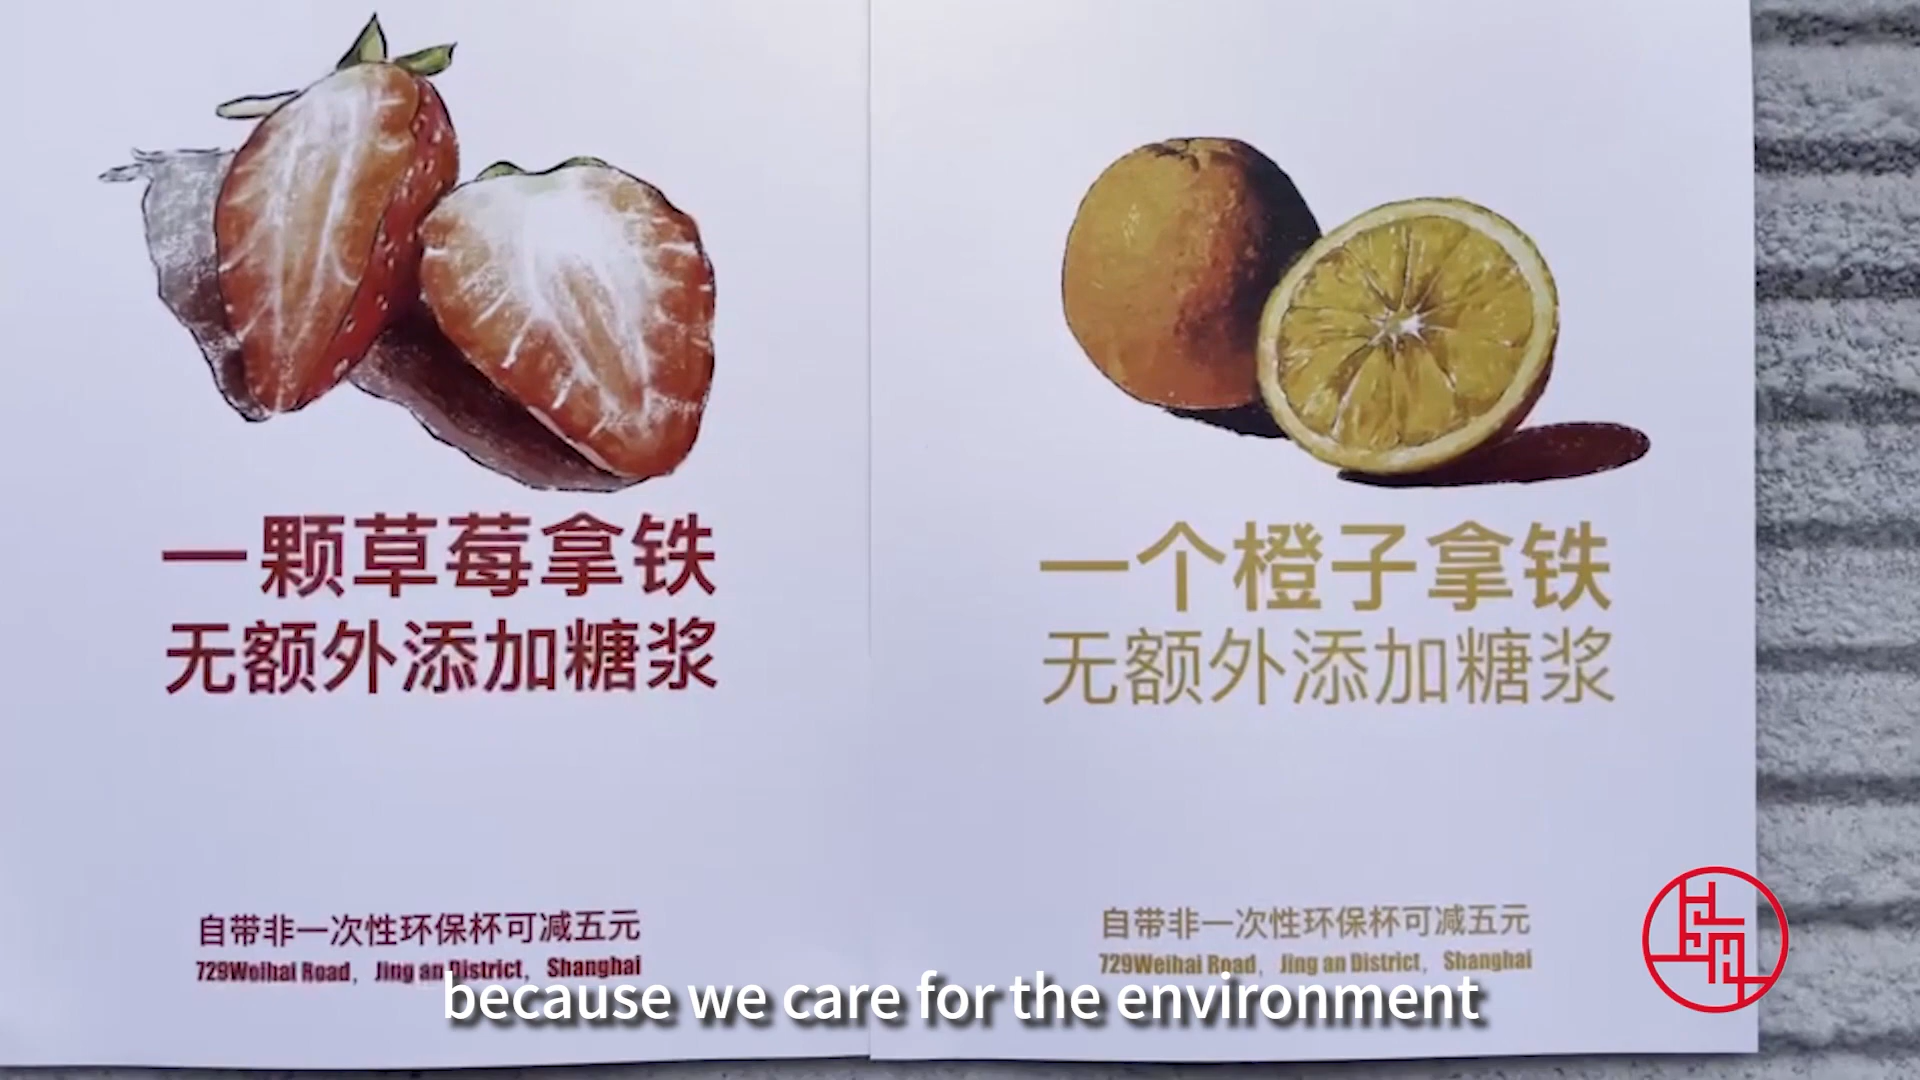 一颗草莓拿铁
无额外添加糖浆
自带非一次性环保杯可减五元
729Weihai Road， Jing an District， Shanghai
一个橙子拿铁
无额外添加糖浆
自带非一次性环保杯可减五元
729Weihai Road， Jing an District， Shanghai
because we care for the environment